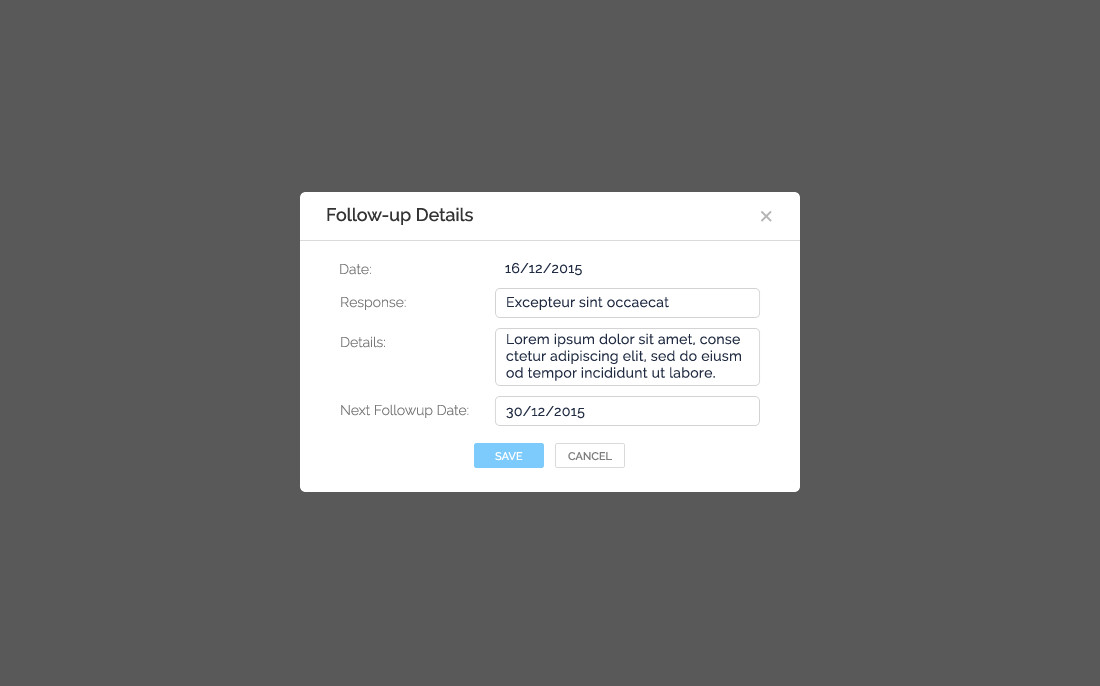 Follow-up Details
Date: 16/12/2015
Response: Excepteur sint occaecat
Details: Lorem ipsum dolor sit amet, conse
ctetur adipiscing elit, sed do eiusm
od tempor incididunt ut labore.
Next Followup Date: 30/12/2015
SAVE CANCEL